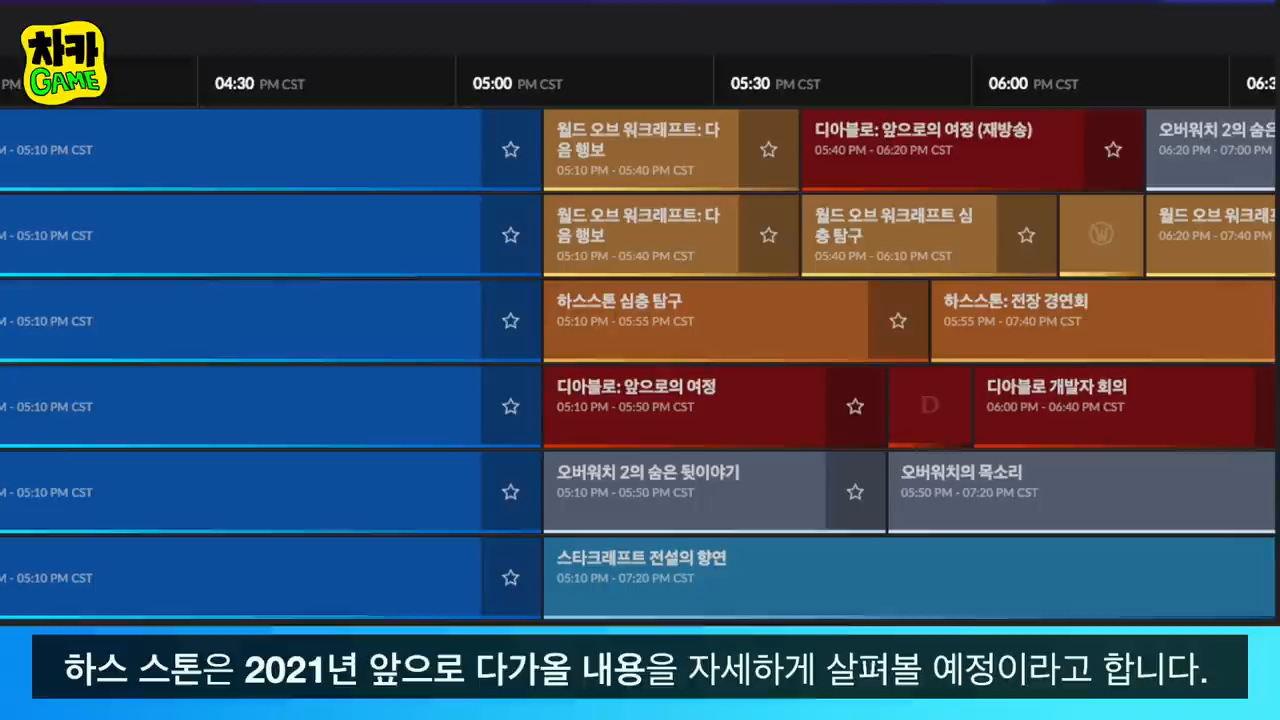 차카
GAME
PM
04:30 PM CST
05:00 PM CST
05:30 PM CST
06:00 PM CST
06:3
M - 05:10 PM CST
월드 오브 워크래프트: 다
음 행보
05:10 PM - 05:40 PM CST
디아블로: 앞으로의 여정 (재방송)
05:40 PM - 06:20 PM CST
오버워치 2의 숨은
06:20 PM - 07:00 PM
M - 05:10 PM CST
월드 오브 워크래프트: 다
음 행보
05:10 PM - 05:40 PM CST
월드 오브 워크래프트 심
층 탐구
05:40 PM - 06:10 PM CST
W
월드 오브 워크래프
06:20 PM - 07:40 PM
M - 05:10 PM CST
하스스톤 심층 탐구
05:10 PM - 05:55 PM CST
하스스톤: 전장 경연회
05:55 PM - 07:40 PM CST
M - 05:10 PM CST
디아블로: 앞으로의 여정
05:10 PM - 05:50 PM CST
D
디아블로 개발자 회의
06:00 PM - 06:40 PM CST
M - 05:10 PM CST
오버워치 2의 숨은 뒷이야기
05:10 PM - 05:50 PM CST
오버워치의 목소리
05:50 PM - 07:20 PM CST
M - 05:10 PM CST
스타크래프트 전설의 향연
05:10 PM - 07:20 PM CST
하스 스톤은 2021년 앞으로 다가올 내용을 자세하게 살펴볼 예정이라고 합니다.